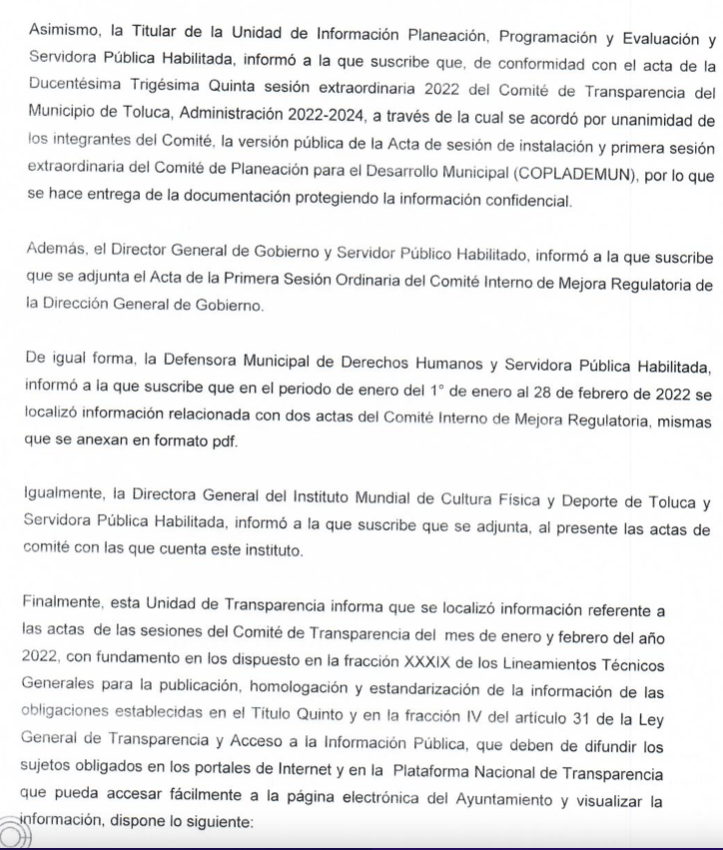 Asimismo, la Titular de la Unidad de Información Planeación, Programación y Evaluación y
Servidora Pública Habilitada, informó a la que suscribe que, de conformidad con el acta de la
Ducentésima Trigésima Quinta sesión extraordinaria 2022 del Comité de Transparencia del
Municipio de Toluca, Administración 2022-2024, a través de la cual se acordó por unanimidad de
los integrantes del Comité, la versión pública de la Acta de sesión de instalación y primera sesión
extraordinaria del Comité de Planeación para el Desarrollo Municipal (COPLADEMUN), por lo que
se hace entrega de la documentación protegiendo la información confidencial.
Además, el Director General de Gobierno y Servidor Público Habilitado, informó a la que suscribe
que se adjunta el Acta de la Primera Sesión Ordinaria del Comité Interno de Mejora Regulatoria de
la Dirección General de Gobierno.
De igual forma, la Defensora Municipal de Derechos Humanos y Servidora Pública Habilitada,
informó a la que suscribe que en el periodo de enero del 1° de enero al 28 de febrero de 2022 se
localizó información relacionada con dos actas del Comité Interno de Mejora Regulatoria, mismas
que se anexan en formato pdf.
Igualmente, la Directora General del Instituto Mundial de Cultura Física y Deporte de Toluca y
Servidora Pública Habilitada, informó a la que suscribe que se adjunta, al presente las actas de
comité con las que cuenta este instituto.
Finalmente, esta Unidad de Transparencia informa que se localizó información referente a
las actas de las sesiones del Comité de Transparencia del mes de enero y febrero del año
2022, con fundamento en los dispuesto en la fracción XXXIX de los Lineamientos Técnicos
Generales para la publicación, homologación y estandarización de la información de las
obligaciones establecidas en el Título Quinto y en la fracción IV del artículo 31 de la Ley
General de Transparencia y Acceso a la Información Pública, que deben de difundir los
sujetos obligados en los portales de Internet y en la Plataforma Nacional de Transparencia
que pueda accesar fácilmente a la página electrónica del Ayuntamiento y visualizar la
información, dispone lo siguiente: